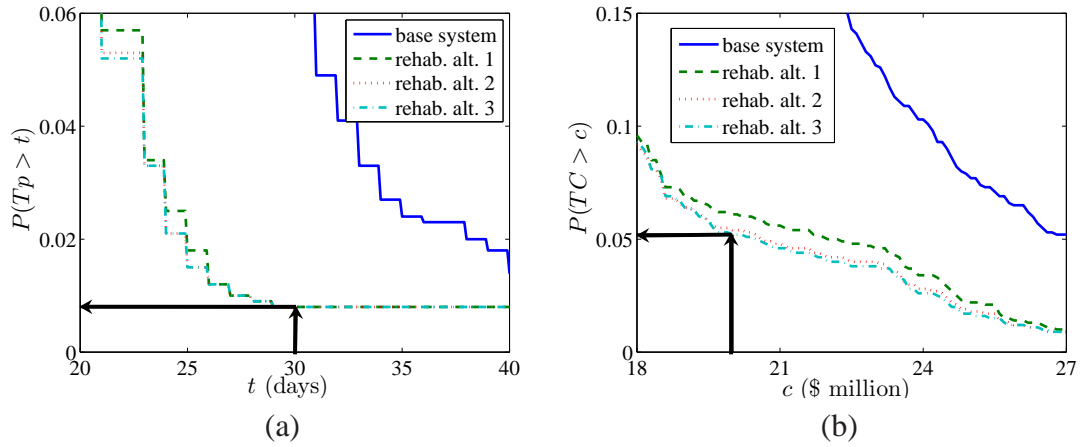 0.06
0.04
0.02
0
P(Tp > t)
base system
rehab. alt. 1
rehab. alt. 2
rehab. alt. 3
20 25 30 35 40
t (days)
(a)
0.15
0.1
0.05
0
P(TC > c)
base system
rehab. alt. 1
rehab. alt. 2
rehab. alt. 3
18 21 24 27
c ($ million)
(b)